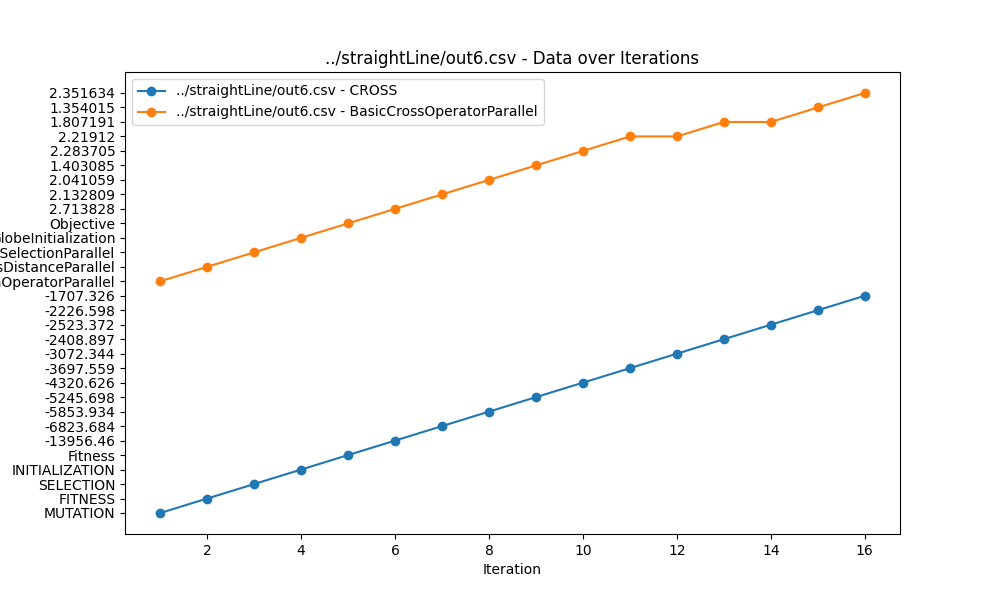 ../straightLine/out6.csv - Data over Iterations
../straightLine/out6.csv - CROSS
../straightLine/out6.csv - BasicCrossOperatorParallel
2.351634
1.354015
1.807191
2.21912
2.283705
1.403085
2.041059
2.132809
2.713828
Objective
lobeInitialization
SelectionParallel
sDistanceParallel
OperatorParallel
-1707.326
-2226.598
-2523.372
-2408.897
-3072.344
-3697.559
-4320.626
-5245.698
-5853.934
-6823.684
-13956.46
Fitness
INITIALIZATION
SELECTION
FITNESS
MUTATION
2 4 6 8 10 12 14 16
Iteration